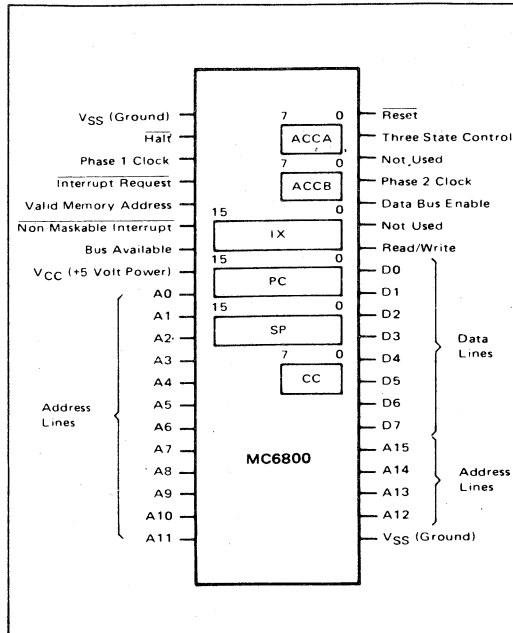 VSS (Ground)
Halt
Phase 1 Clock
Interrupt Request
Valid Memory Address
Non Maskable Interrupt
Bus Available
VCC (+5 Volt Power)
A0
A1
A2
A3
A4
A5
A6
A7
A8
A9
A10
A11
Address
Lines
7 0
ACCA
7 0
ACCB
15 0
IX
15 0
PC
15 0
SP
7 0
CC
MC6800
Reset
Three State Control
Not Used
Phase 2 Clock
Data Bus Enable
Not Used
Read/Write
D0
D1
D2
D3
D4
D5
D6
D7
A15
A14
A13
A12
VSS (Ground)
Data
Lines
Address
Lines